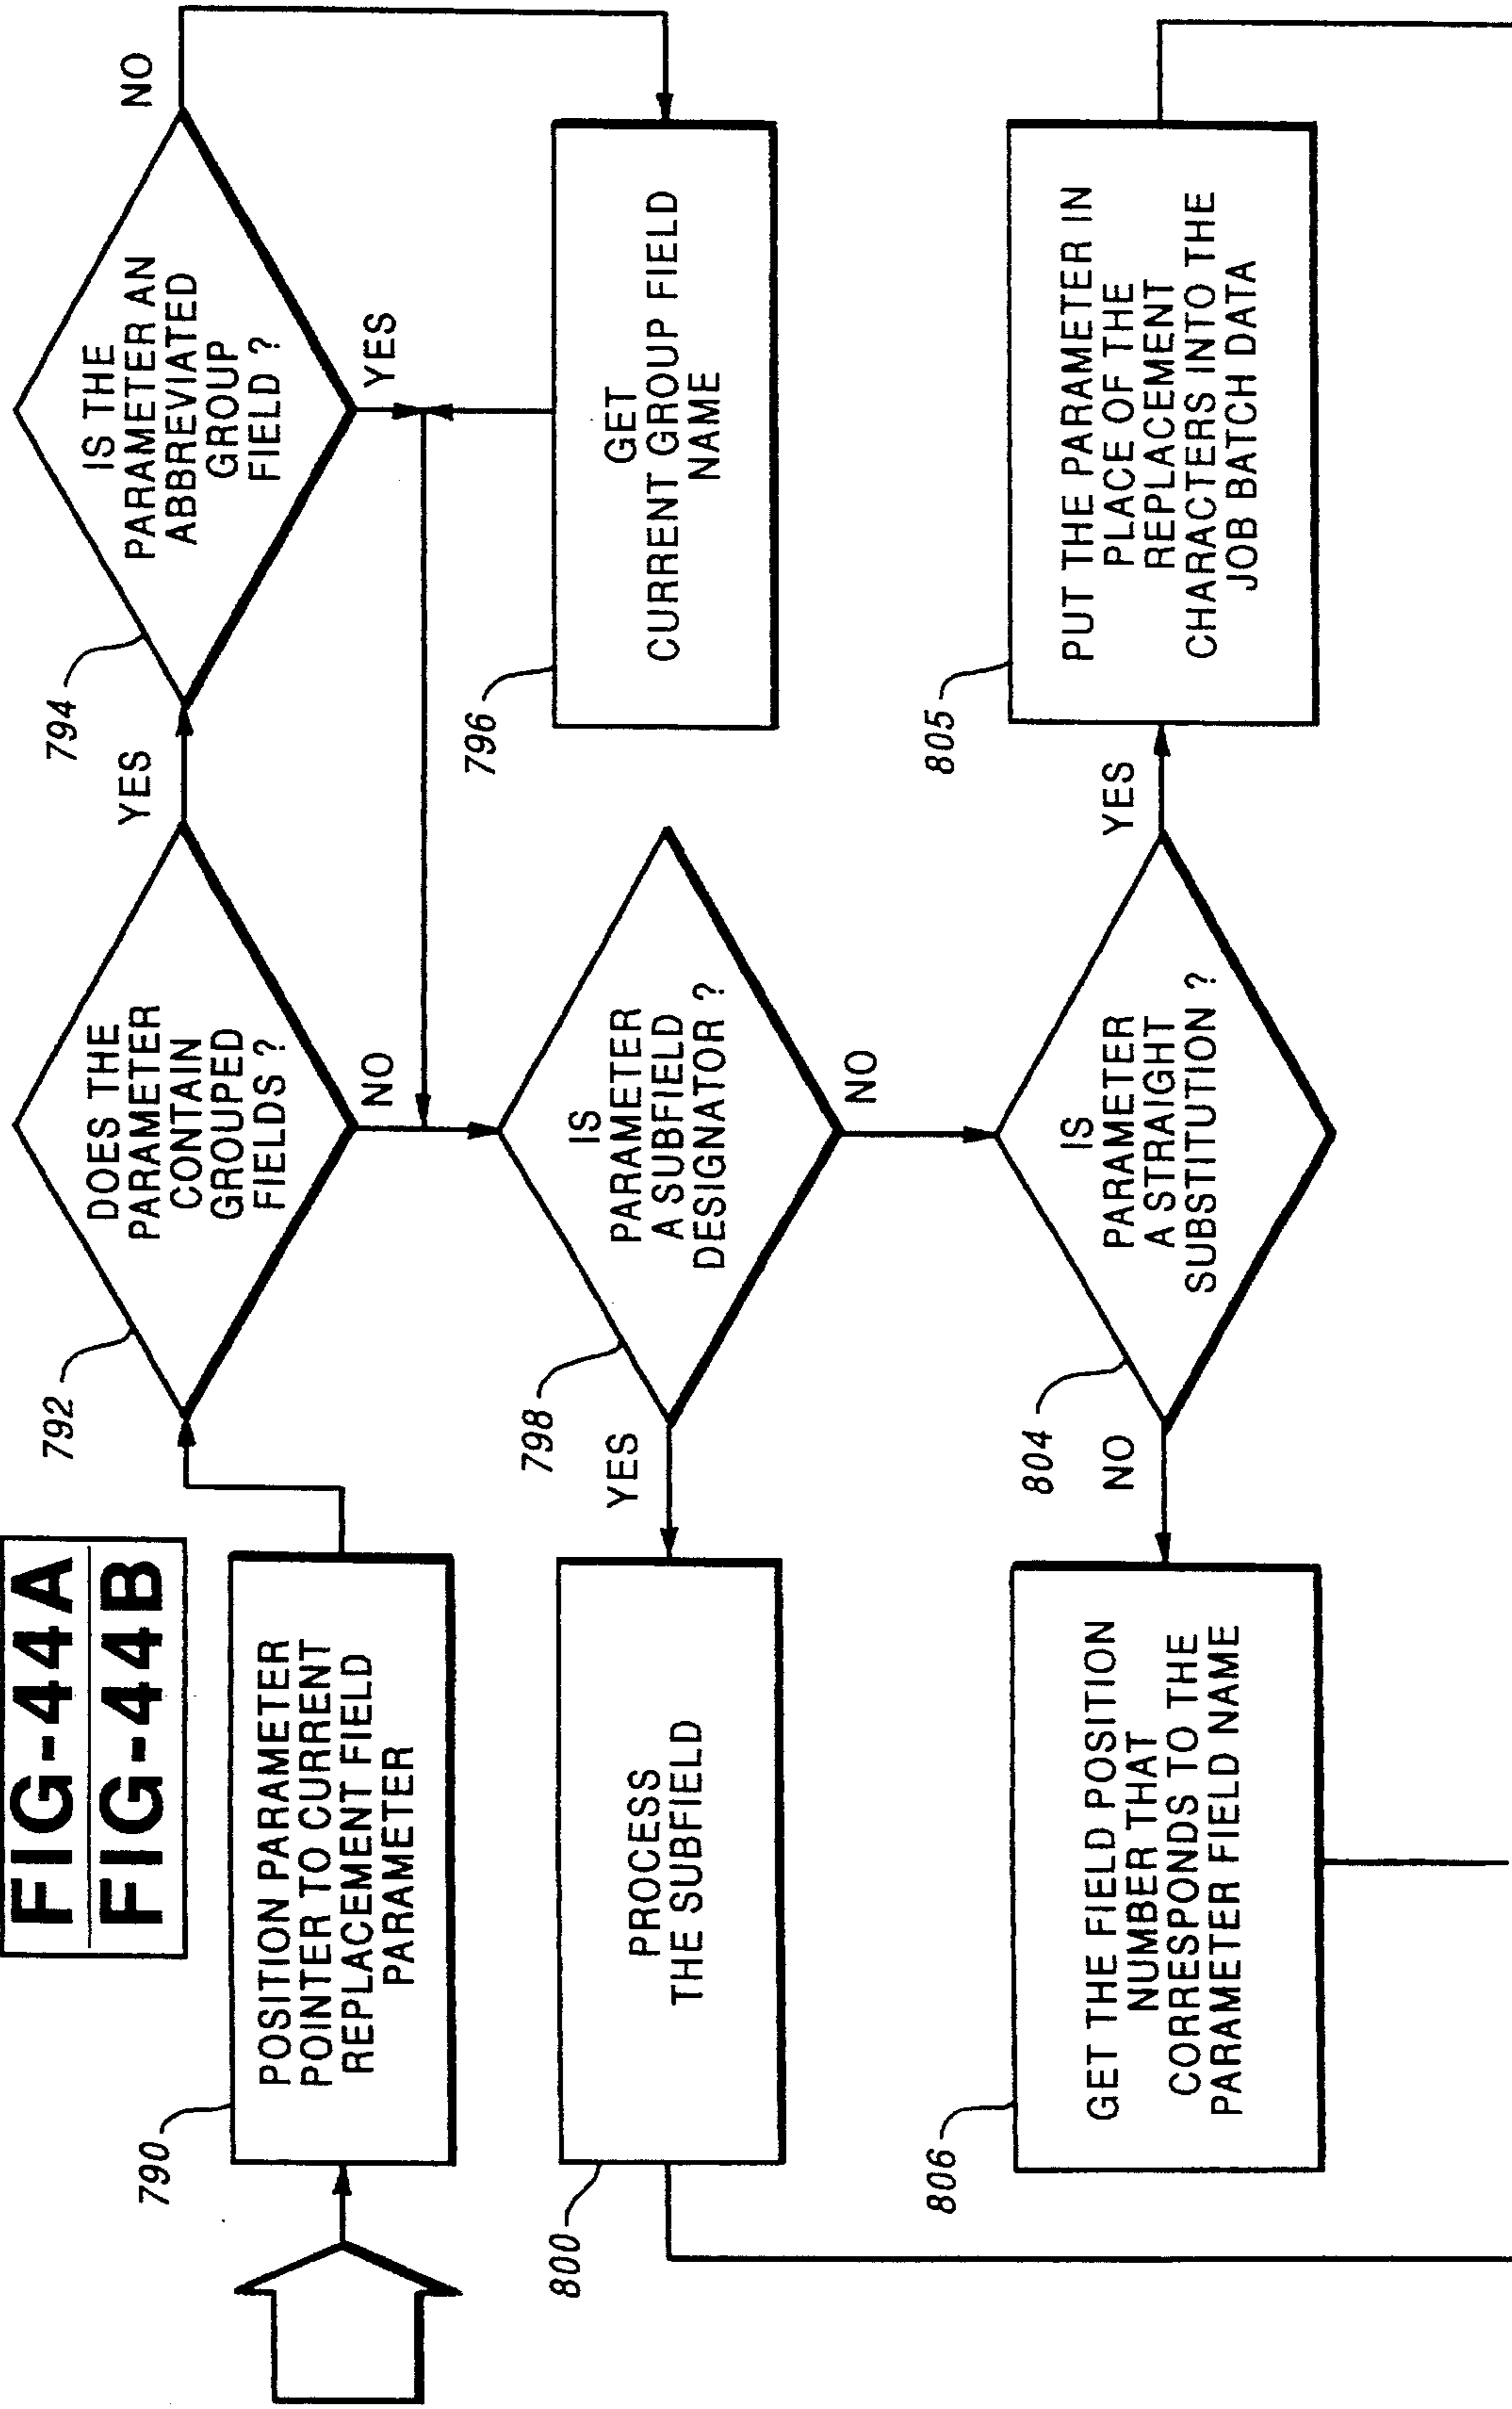 FIG-44A
FIG-44B
790
POSITION PARAMETER
POINTER TO CURRENT
REPLACEMENT FIELD
PARAMETER
792
DOES THE
PARAMETER
CONTAIN
GROUPED
FIELDS ?
YES
NO
794
IS THE
PARAMETER AN
ABBREVIATED
GROUP
FIELD ?
NO
YES
796
GET
CURRENT GROUP FIELD
NAME
798
IS
PARAMETER
A SUBFIELD
DESIGNATOR ?
YES
NO
800
PROCESS
THE SUBFIELD
804
IS
PARAMETER
A STRAIGHT
SUBSTITUTION ?
YES
NO
805
PUT THE PARAMETER IN
PLACE OF THE
REPLACEMENT
CHARACTERS INTO THE
JOB BATCH DATA
806
GET THE FIELD POSITION
NUMBER THAT
CORRESPONDS TO THE
PARAMETER FIELD NAME